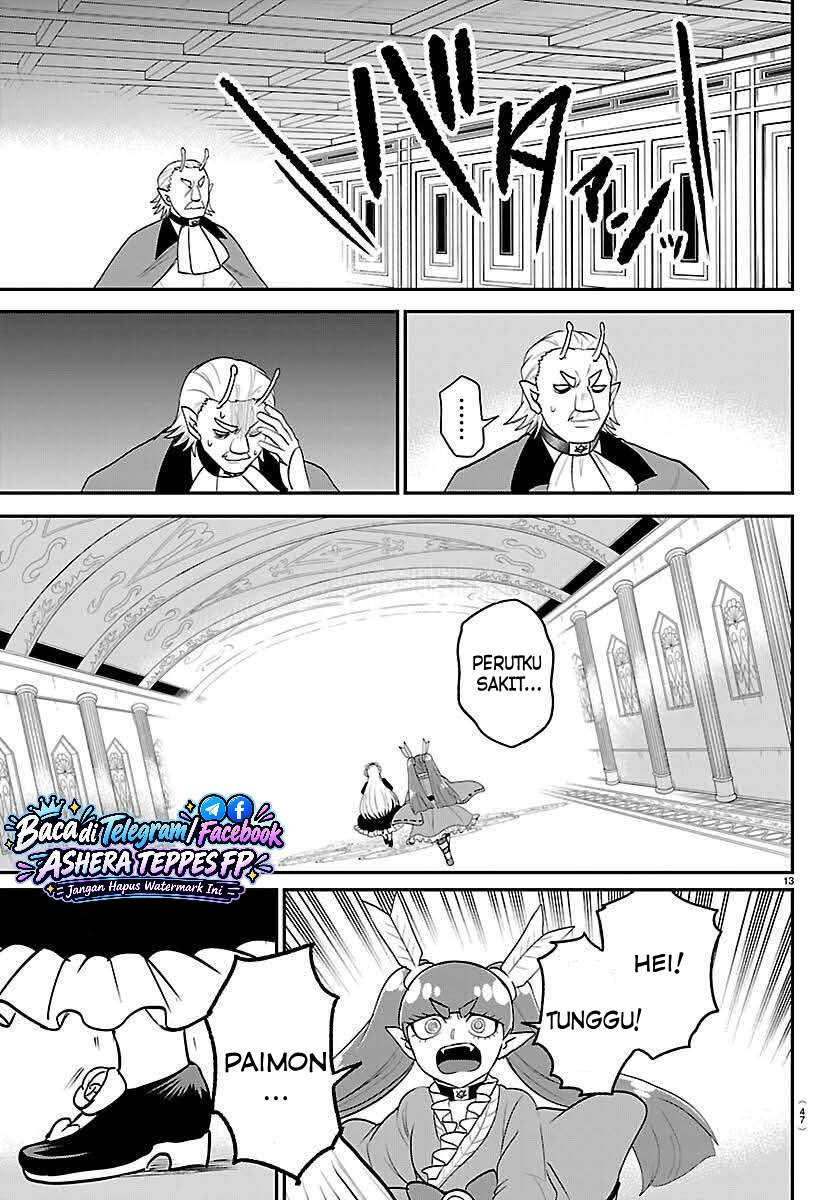 バタアンッ
......
PERUTKU
SAKIT...
Baca di Telegram/Facebook
ASHERA TEPPES FP
Jangan Hapus Watermark Ini
13
HEI!
TUNGGU!
PAIMON
...
(47)